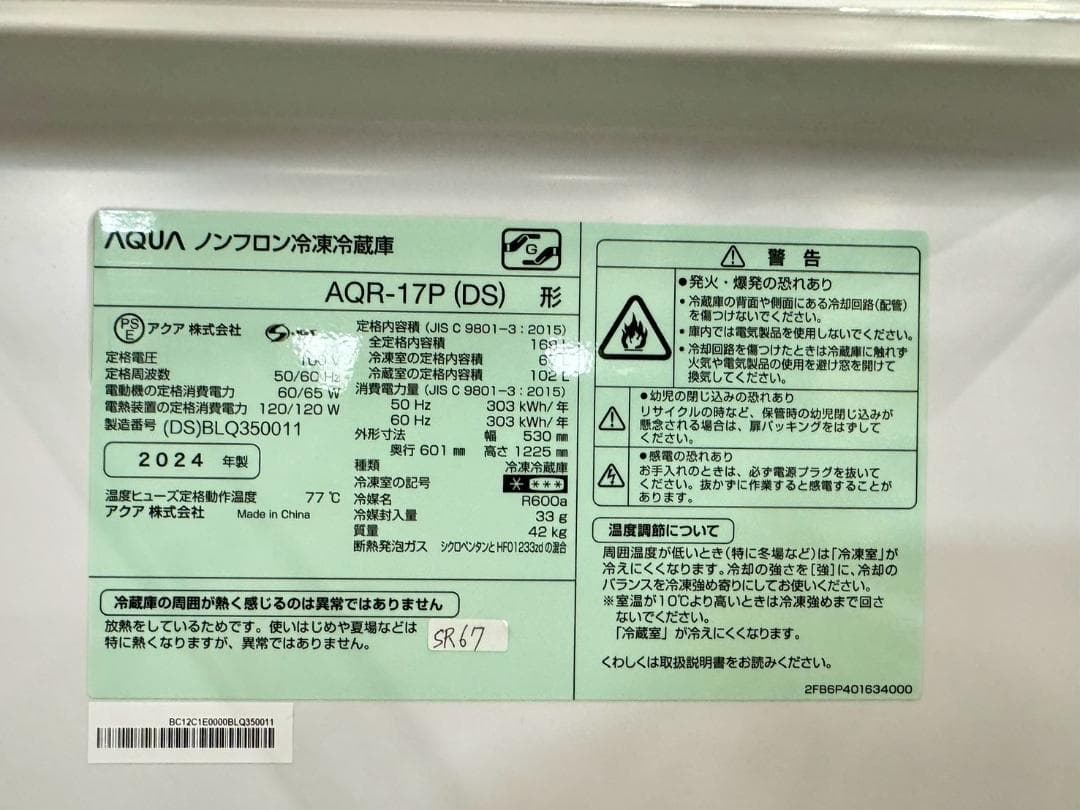 AQUA ノンフロン冷凍冷蔵庫
G
AQR-17P (DS) 形
PS E アクア 株式会社
定格電圧
定格周波数 50/60 Hz
電動機の定格消費電力 60/65 W
電熱装置の定格消費電力 120/120 W
製造番号 (DS)BLQ350011
2024 年製
温度ヒューズ定格動作温度 77 ℃
アクア 株式会社 Made in China
定格内容積 (JIS C 9801-3 : 2015)
全定格内容積
冷凍室の定格内容積
冷蔵室の定格内容積 102 L
消費電力量 (JIS C 9801-3 : 2015)
50 Hz 303 kWh/年
60 Hz 303 kWh/年
外形寸法 幅 530 mm
奥行 601 mm 高さ 1225 mm
種類 冷凍冷蔵庫
冷凍室の記号 * ***
冷媒名 R600a
冷媒封入量 33 g
質量 42 kg
断熱発泡ガス シクロペンタンとHFO1233zdの混合
冷蔵庫の周囲が熱く感じるのは異常ではありません
放熱をしているためです。使いはじめや夏場などは
特に熱くなりますが、異常ではありません。
SR67
⚠ 警告
●発火・爆発の恐れあり
・冷蔵庫の背面や側面にある冷却回路(配管)
を傷つけないでください。
・庫内では電気製品を使用しないでください。
・冷却回路を傷つけたときは冷蔵庫に触れず
火気や電気製品の使用を避け窓を開けて
換気してください。
●幼児の閉じ込みの恐れあり
リサイクルの時など、保管時の幼児閉じ込みが
懸念される場合は、扉パッキングをはずして
ください。
●感電の恐れあり
お手入れのときは、必ず電源プラグを抜いて
ください。抜かずに作業すると感電することが
あります。
温度調節について
周囲温度が低いとき(特に冬場など)は「冷凍室」が
冷えにくくなります。冷却の強さを[強]に、冷却の
バランスを冷凍強め寄りにしてお使いください。
※室温が10℃より高いときは冷凍強めまで回さ
ないでください。
「冷蔵室」が冷えにくくなります。
くわしくは取扱説明書をお読みください。
2FB6P401634000
BC12C1E0000BLQ350011